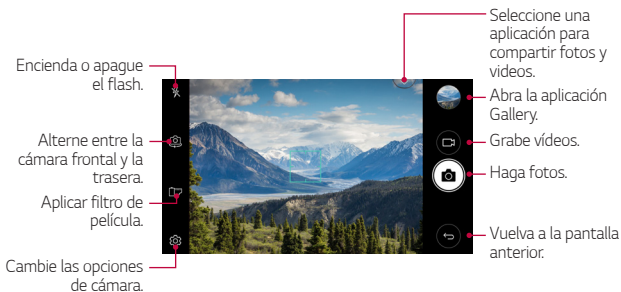 Encienda o apague
el flash.
Alterne entre la
cámara frontal y la
trasera.
Aplicar filtro de
película.
Cambie las opciones
de cámara.
Seleccione una
aplicación para
compartir fotos y
videos.
Abra la aplicación
Gallery.
Grabe vídeos.
Haga fotos.
Vuelva a la pantalla
anterior.